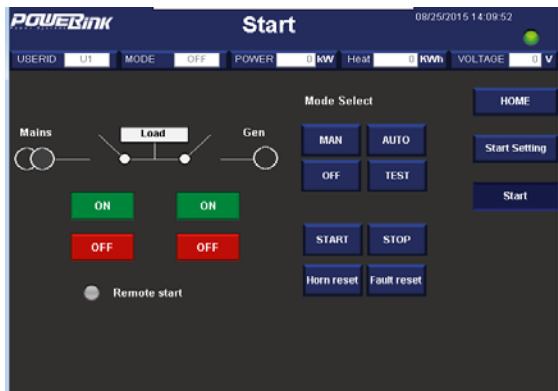 POWERlink
Start
08/25/2015 14:09:52
USERID U1 MODE OFF POWER 0 kW Heat 0 KWh VOLTAGE 0 V
Mode Select
HOME
Mains
Load
Gen
MAN
AUTO
Start Setting
OFF
TEST
Start
ON
ON
OFF
OFF
START
STOP
Remote start
Horn reset
Fault reset